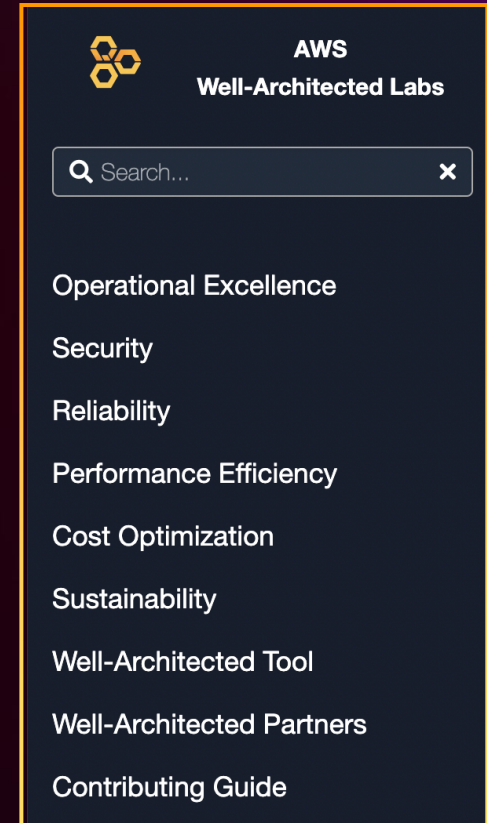 AWS
Well-Architected Labs
Search...
Operational Excellence
Security
Reliability
Performance Efficiency
Cost Optimization
Sustainability
Well-Architected Tool
Well-Architected Partners
Contributing Guide